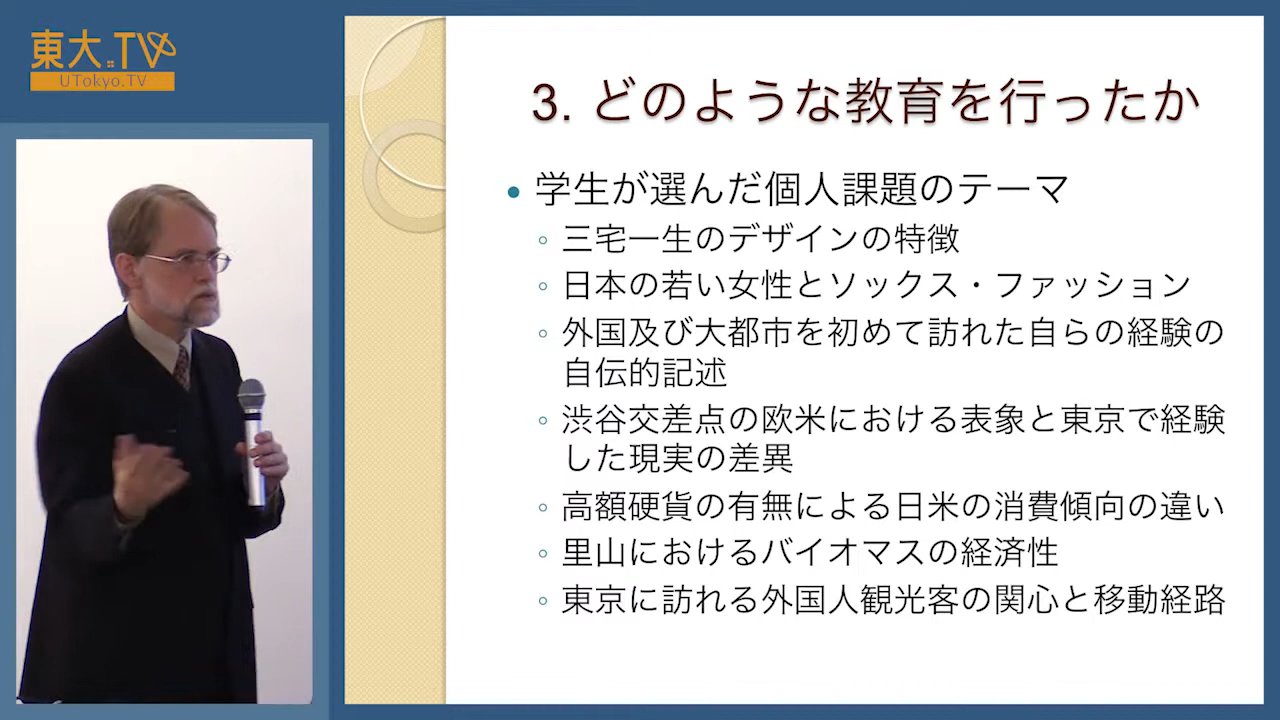 東大.TV
UTokyo.TV
3. どのような教育を行ったか
• 学生が選んだ個人課題のテーマ
◦ 三宅一生のデザインの特徴
◦ 日本の若い女性とソックス・ファッション
◦ 外国及び大都市を初めて訪れた自らの経験の
自伝的記述
◦ 渋谷交差点の欧米における表象と東京で経験
した現実の差異
◦ 高額硬貨の有無による日米の消費傾向の違い
◦ 里山におけるバイオマスの経済性
◦ 東京に訪れる外国人観光客の関心と移動経路